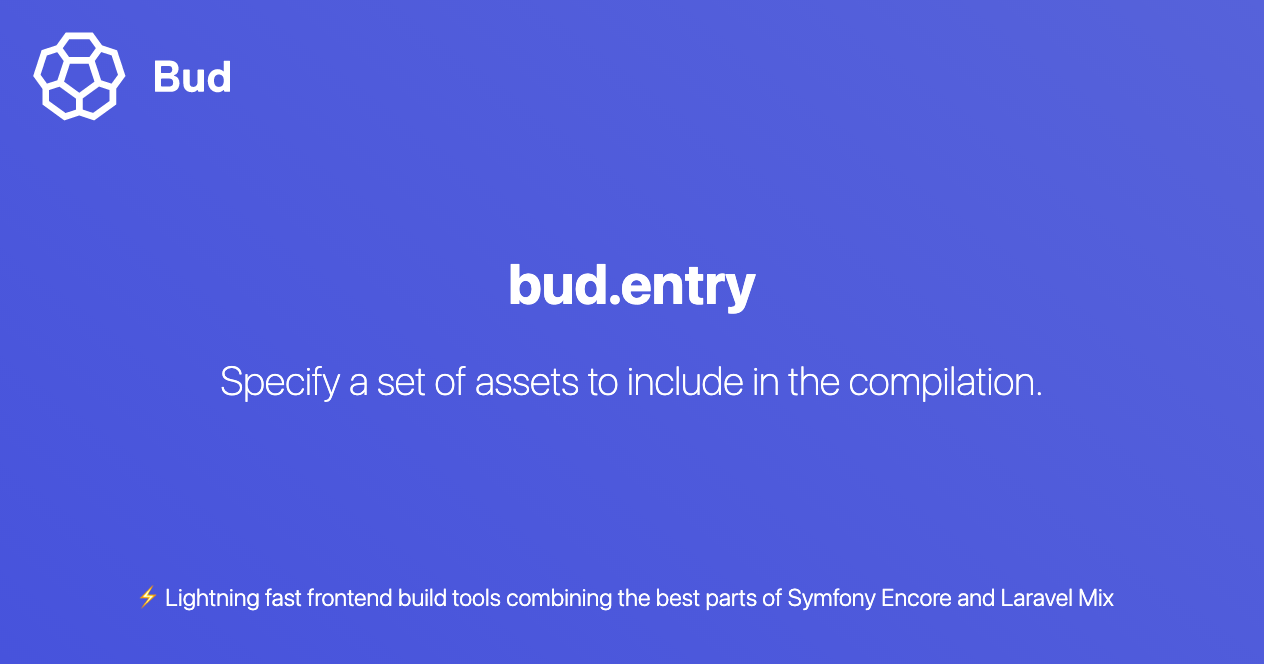 Bud
bud.entry
Specify a set of assets to include in the compilation.
⚡ Lightning fast frontend build tools combining the best parts of Symfony Encore and Laravel Mix